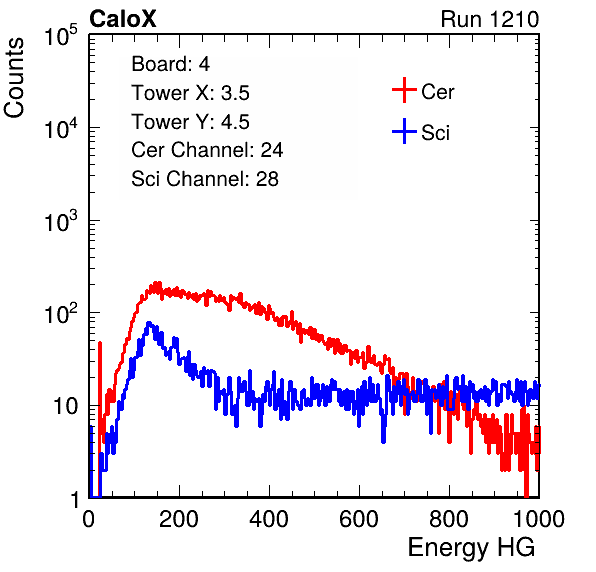 CaloX Run 1210
Counts
10^5
10^4
10^3
10^2
10
1
Board: 4
Tower X: 3.5
Tower Y: 4.5
Cer Channel: 24
Sci Channel: 28
Cer
Sci
0 200 400 600 800 1000
Energy HG